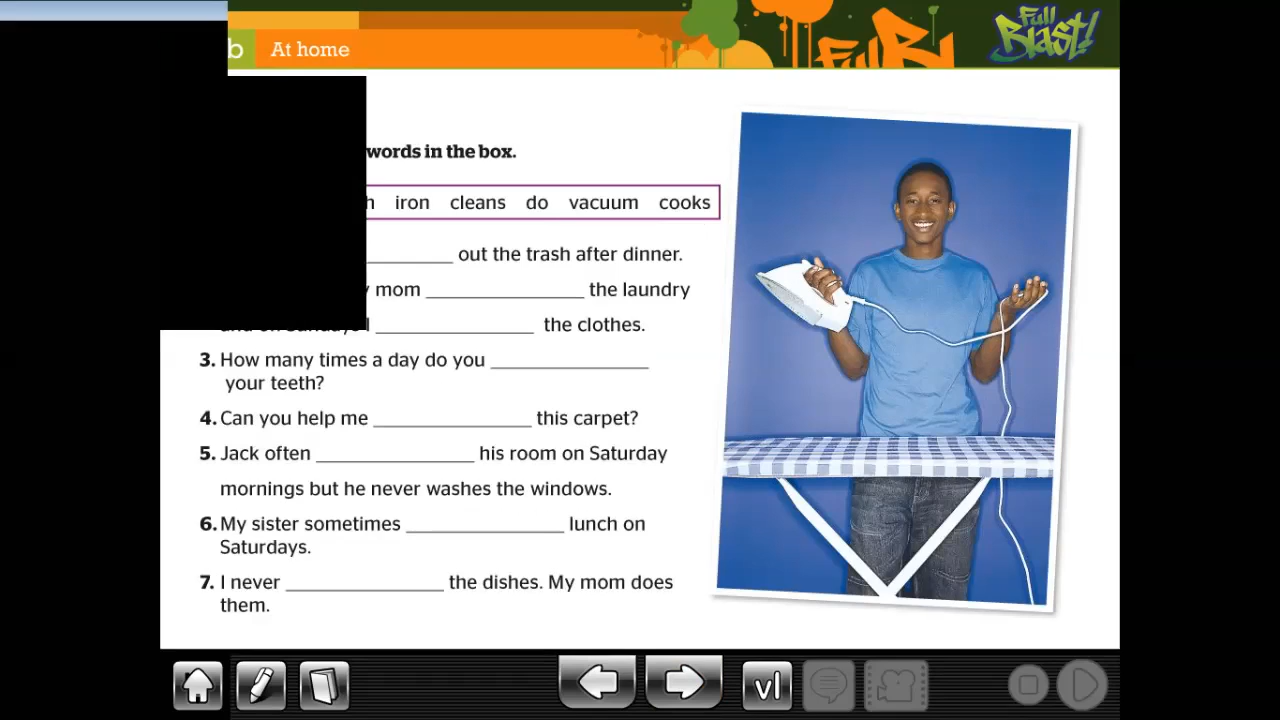 b At home
Full Blast!
words in the box.
iron cleans do vacuum cooks
out the trash after dinner.
mom the laundry
I the clothes.
3. How many times a day do you
your teeth?
4. Can you help me this carpet?
5. Jack often his room on Saturday
mornings but he never washes the windows.
6. My sister sometimes lunch on
Saturdays.
7. I never the dishes. My mom does
them.
vl